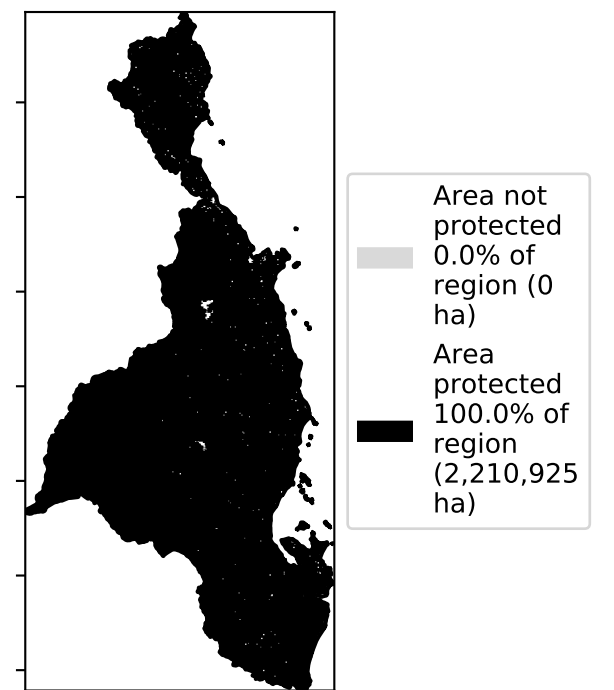 Area not
protected
0.0% of
region (0
ha)
Area
protected
100.0% of
region
(2,210,925
ha)